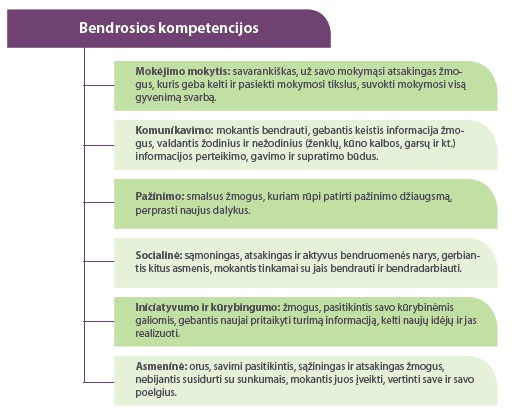 Bendrosios kompetencijos
Mokėjimo mokytis: savarankiškas, už savo mokymąsi atsakingas žmo-
gus, kuris geba kelti ir pasiekti mokymosi tikslus, suvokti mokymosi visą
gyvenimą svarbą.
Komunikavimo: mokantis bendrauti, gebantis keistis informacija žmo-
gus, valdantis žodinius ir nežodinius (ženklų, kūno kalbos, garsų ir kt.)
informacijos perteikimo, gavimo ir supratimo būdus.
Pažinimo: smalsus žmogus, kuriam rūpi patirti pažinimo džiaugsmą,
perprasti naujus dalykus.
Socialinė: sąmoningas, atsakingas ir aktyvus bendruomenės narys, gerbian-
tis kitus asmenis, mokantis tinkamai su jais bendrauti ir bendradarbiauti.
Iniciatyvumo ir kūrybingumo: žmogus, pasitikintis savo kūrybinėmis
galiomis, gebantis naujai pritaikyti turimą informaciją, kelti naujų idėjų ir jas
realizuoti.
Asmeninė: orus, savimi pasitikintis, sąžiningas ir atsakingas žmogus,
nebijantis susidurti su sunkumais, mokantis juos įveikti, vertinti save ir savo
poelgius.